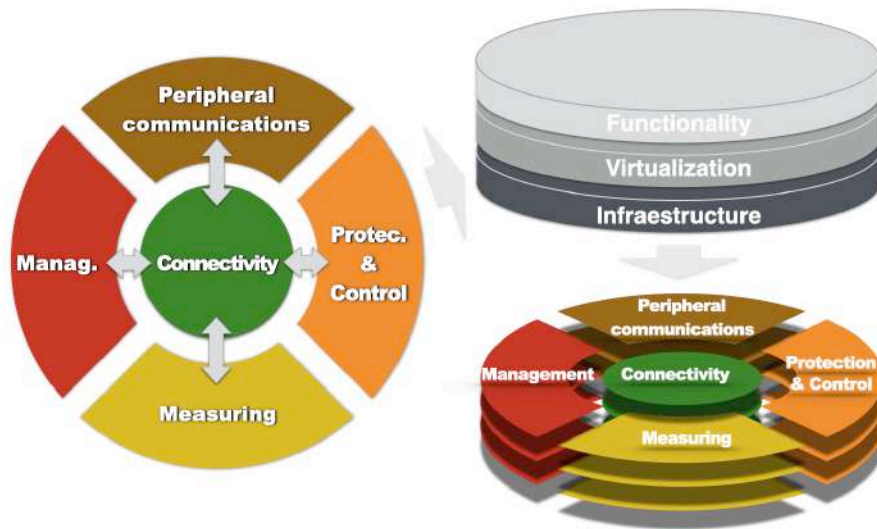 Peripheral
communications
Manag.
Connectivity
Protec.
&
Control
Measuring
Functionality
Virtualization
Infraestructure
Peripheral
communications
Management
Connectivity
Protection
& Control
Measuring